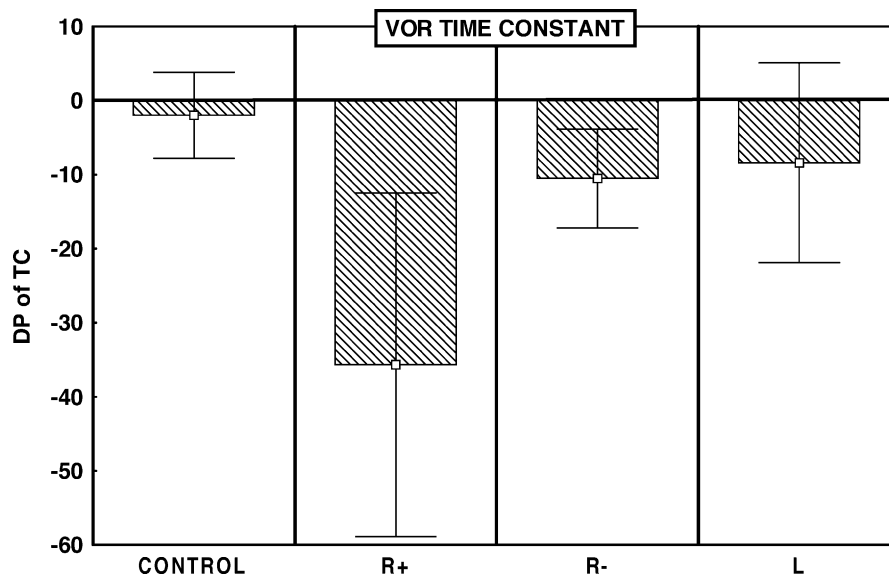 VOR TIME CONSTANT
10
0
-10
-20
-30
-40
-50
-60
DP of TC
CONTROL R+ R- L